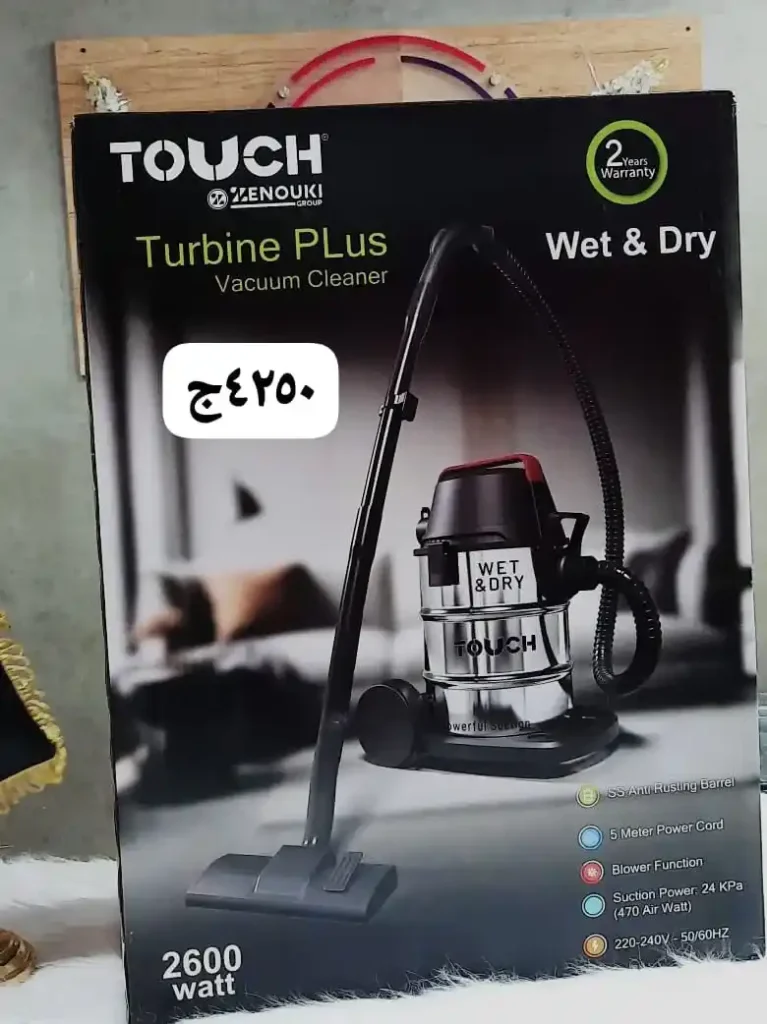 TOUCH®
ZENOUKI
GROUP
2 Years
Warranty
Turbine PLus
Vacuum Cleaner
Wet & Dry
٤٢٥٠ج
WET
&DRY
TOUCH
Powerful Suction
SS Anti Rusting Barrel
5 Meter Power Cord
Blower Function
Suction Power: 24 KPa
(470 Air Watt)
220-240V - 50/60HZ
2600
watt